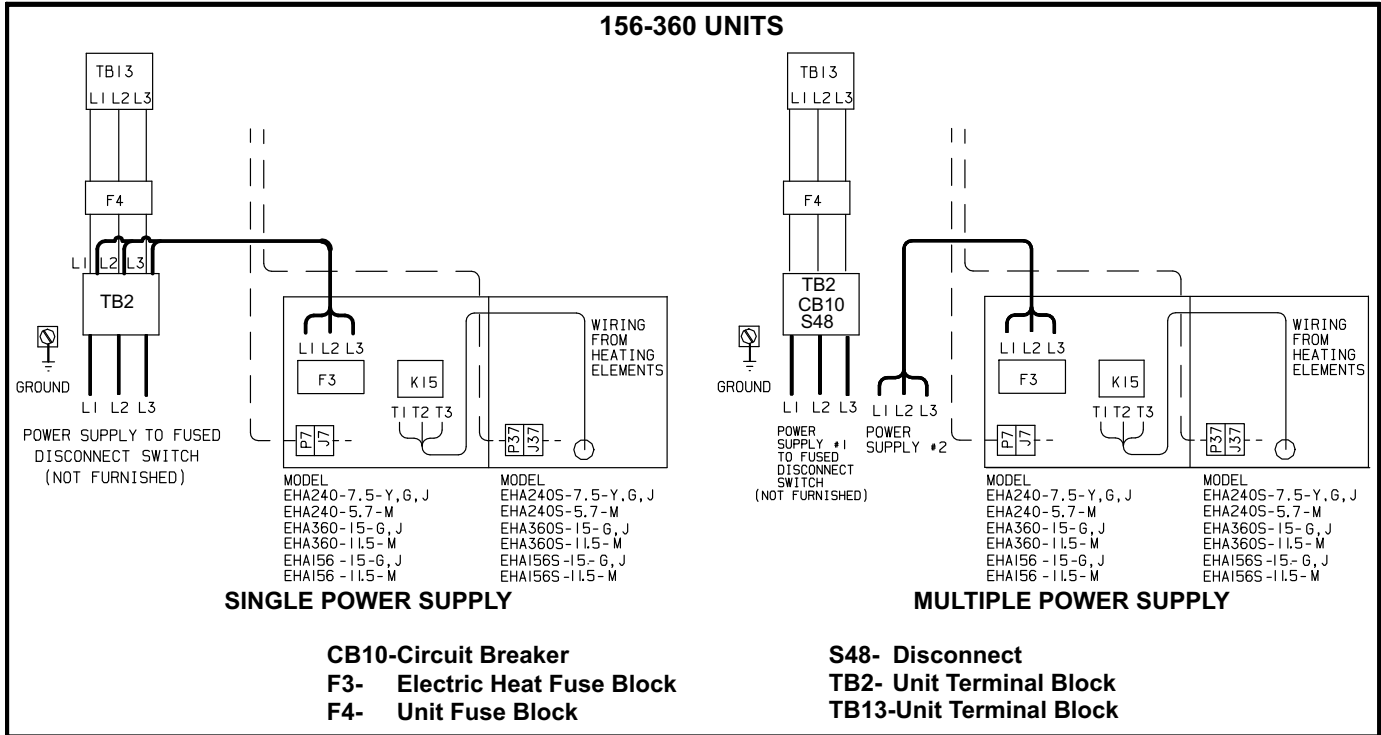 156-360 UNITS
TB13
L1 L2 L3
F4
L1 L2 L3
TB2
GROUND
L1 L2 L3
POWER SUPPLY TO FUSED
DISCONNECT SWITCH
(NOT FURNISHED)
L1 L2 L3
F3
K15
T1 T2 T3
WIRING
FROM
HEATING
ELEMENTS
P7
J7
P37
J37
MODEL
EHA240-7.5-Y,G,J
EHA240-5.7-M
EHA360-15-G,J
EHA360-11.5-M
EHA156 -15-G,J
EHA156 -11.5-M
MODEL
EHA240S-7.5-Y,G,J
EHA240S-5.7-M
EHA360S-15-G,J
EHA360S-11.5-M
EHA156S-15-G,J
EHA156S-11.5-M
SINGLE POWER SUPPLY
TB13
L1 L2 L3
F4
TB2
CB10
S48
GROUND
L1 L2 L3
POWER
SUPPLY #1
TO FUSED
DISCONNECT
SWITCH
(NOT FURNISHED)
L1 L2 L3
POWER
SUPPLY #2
L1 L2 L3
F3
K15
T1 T2 T3
WIRING
FROM
HEATING
ELEMENTS
P7
J7
P37
J37
MODEL
EHA240-7.5-Y,G,J
EHA240-5.7-M
EHA360-15-G,J
EHA360-11.5-M
EHA156 -15-G,J
EHA156 -11.5-M
MODEL
EHA240S-7.5-Y,G,J
EHA240S-5.7-M
EHA360S-15-G,J
EHA360S-11.5-M
EHA156S-15-G,J
EHA156S-11.5-M
MULTIPLE POWER SUPPLY
CB10-Circuit Breaker
F3- Electric Heat Fuse Block
F4- Unit Fuse Block
S48- Disconnect
TB2- Unit Terminal Block
TB13-Unit Terminal Block